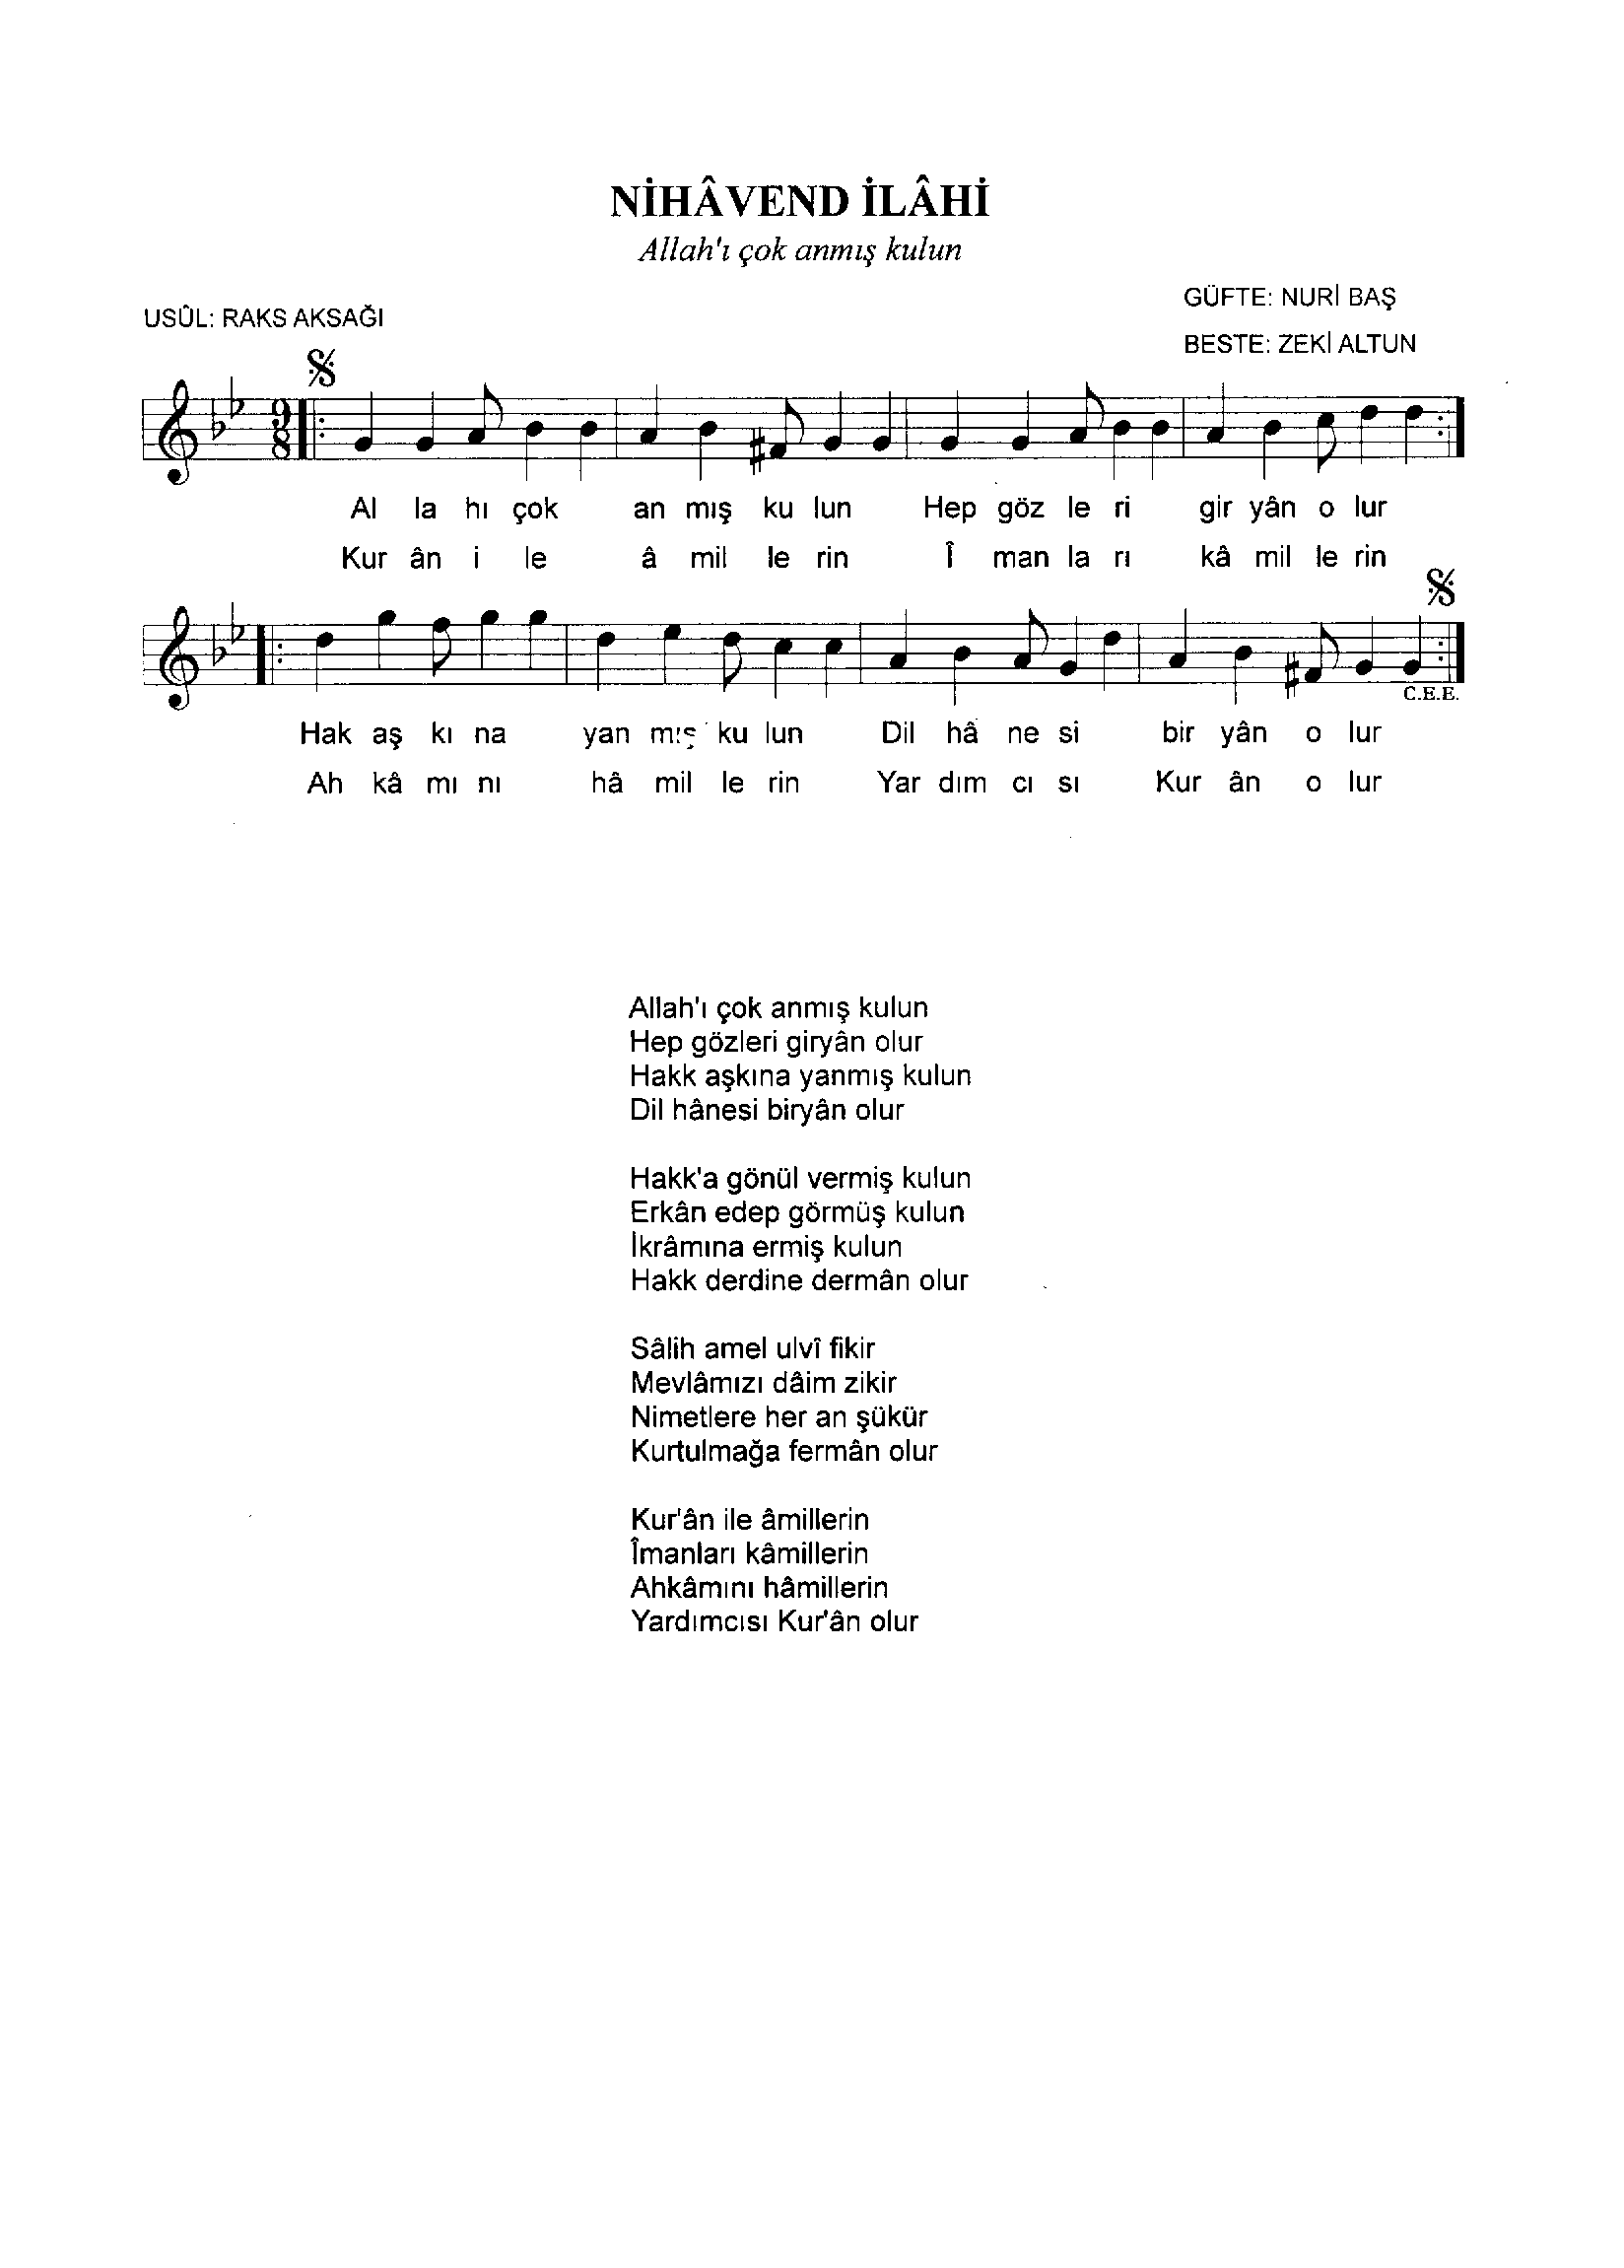 NİHÂVEND İLÂHİ
Allah'ı çok anmış kulun
GÜFTE: NURİ BAŞ
USÛL: RAKS AKSAĞI
BESTE: ZEKİ ALTUN
9
8
Al la hı çok an mış ku lun Hep göz le ri gir yân o lur
Kur ân i le â mil le rin Î man la rı kâ mil le rin
C.E.E.
Hak aş kı na yan mış ku lun Dil hâ ne si bir yân o lur
Ah kâ mı nı hâ mil le rin Yar dım cı sı Kur ân o lur
Allah'ı çok anmış kulun
Hep gözleri giryân olur
Hakk aşkına yanmış kulun
Dil hânesi biryân olur
Hakk'a gönül vermiş kulun
Erkân edep görmüş kulun
İkrâmına ermiş kulun
Hakk derdine dermân olur
Sâlih amel ulvî fikir
Mevlâmızı dâim zikir
Nimetlere her an şükür
Kurtulmağa fermân olur
Kur'ân ile âmillerin
Îmanları kâmillerin
Ahkâmını hâmillerin
Yardımcısı Kur'ân olur